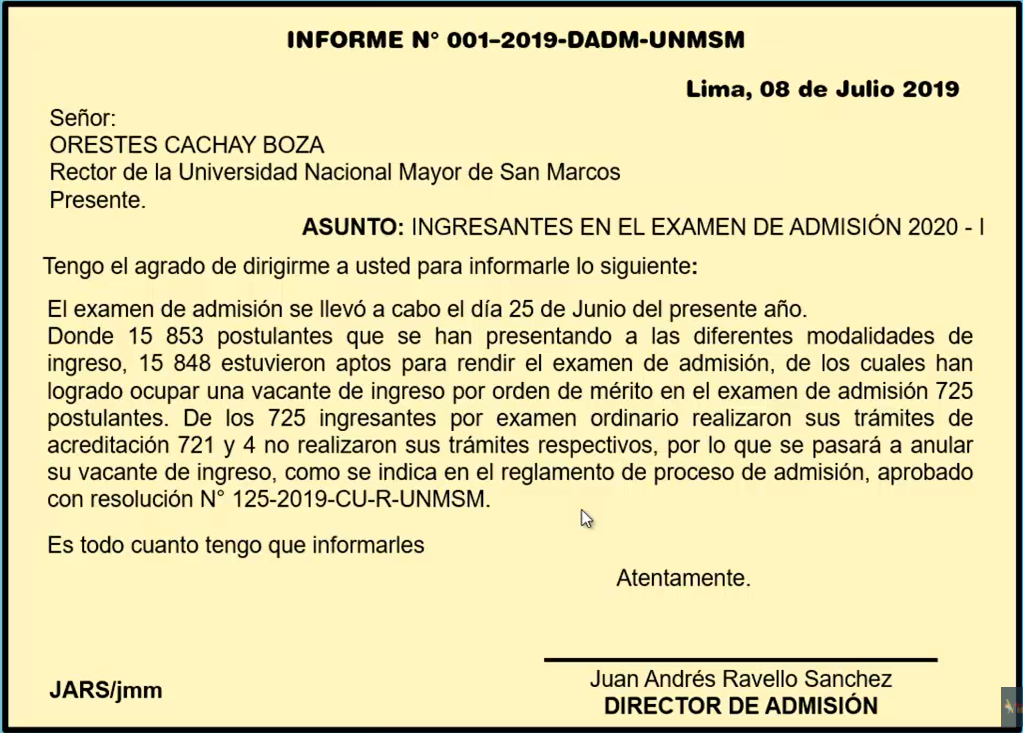 INFORME N° 001–2019-DADM-UNMSM
Lima, 08 de Julio 2019
Señor:
ORESTES CACHAY BOZA
Rector de la Universidad Nacional Mayor de San Marcos
Presente.
ASUNTO: INGRESANTES EN EL EXAMEN DE ADMISIÓN 2020 - I
Tengo el agrado de dirigirme a usted para informarle lo siguiente:
El examen de admisión se llevó a cabo el día 25 de Junio del presente año.
Donde 15 853 postulantes que se han presentando a las diferentes modalidades de
ingreso, 15 848 estuvieron aptos para rendir el examen de admisión, de los cuales han
logrado ocupar una vacante de ingreso por orden de mérito en el examen de admisión 725
postulantes. De los 725 ingresantes por examen ordinario realizaron sus trámites de
acreditación 721 y 4 no realizaron sus trámites respectivos, por lo que se pasará a anular
su vacante de ingreso, como se indica en el reglamento de proceso de admisión, aprobado
con resolución N° 125-2019-CU-R-UNMSM.
Es todo cuanto tengo que informarles
Atentamente.
Juan Andrés Ravello Sanchez
DIRECTOR DE ADMISIÓN
JARS/jmm